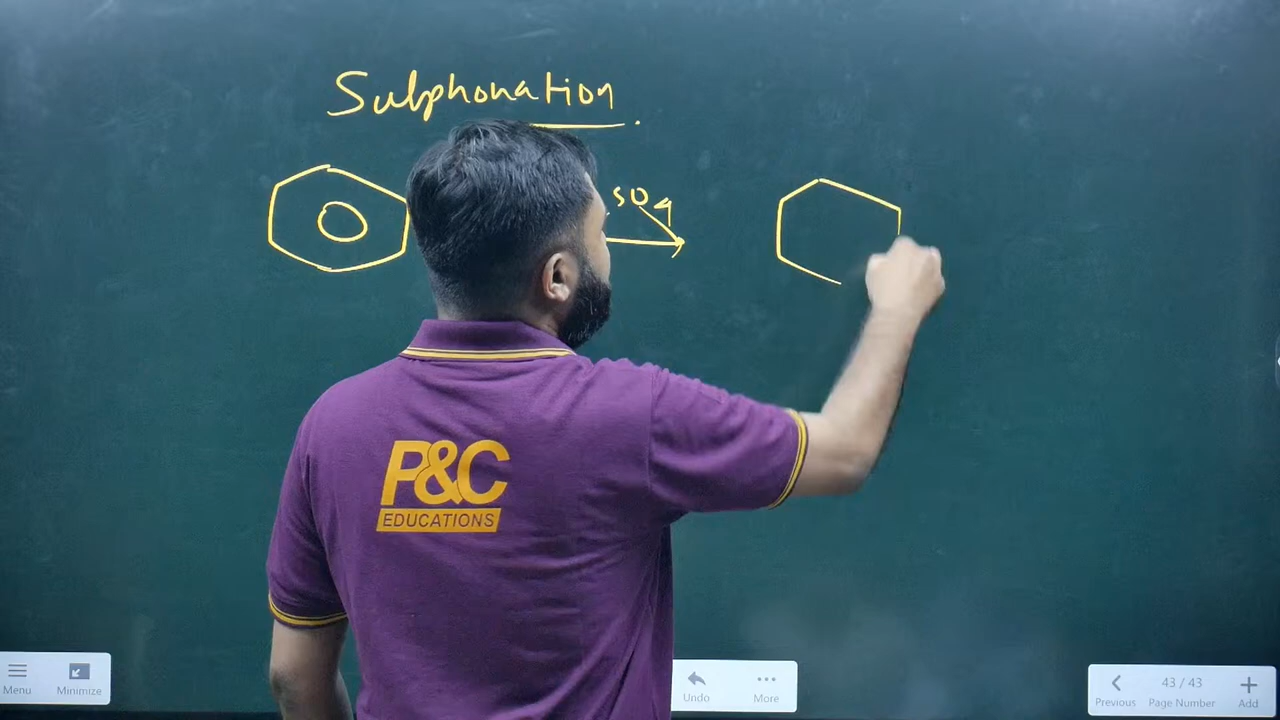 Sulphonation.
SO4
P&C
EDUCATIONS
Menu
Minimize
Undo
More
Previous
43 / 43
Page Number
Add